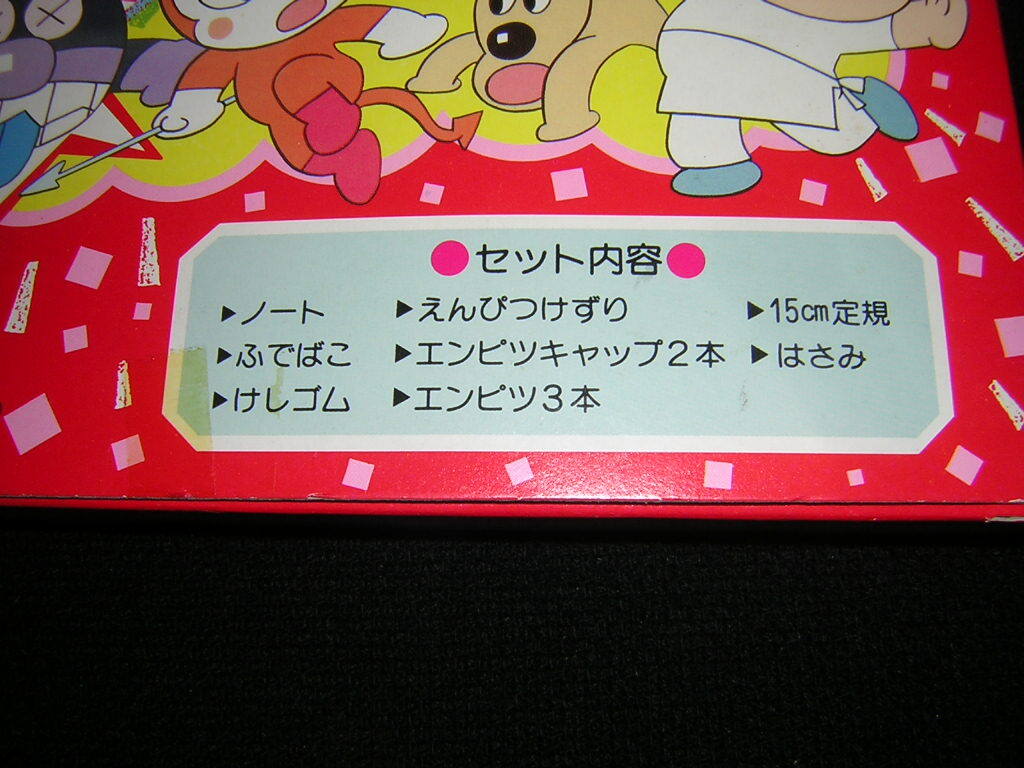 ●セット内容●
▶ノート ▶えんぴつけずり ▶15cm定規
▶ふでばこ ▶エンピツキャップ2本 ▶はさみ
▶けしゴム ▶エンピツ3本